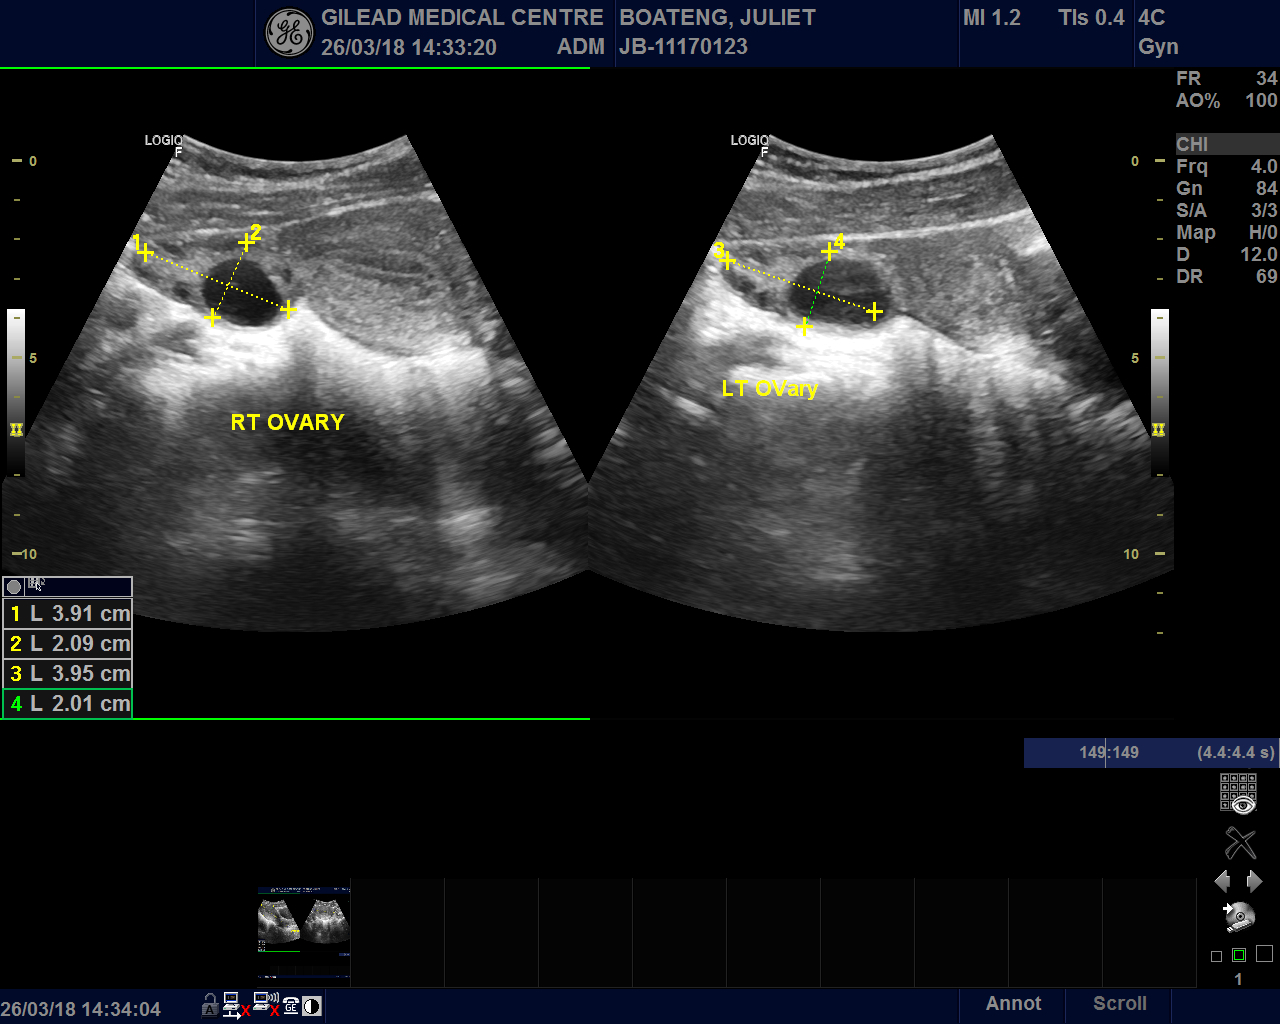 GILEAD MEDICAL CENTRE
26/03/18 14:33:20 ADM
BOATENG, JULIET
JB-11170123
MI 1.2 TIs 0.4
4C
Gyn
FR 34
AO% 100
CHI
Frq 4.0
Gn 84
S/A 3/3
Map H/0
D 12.0
DR 69
LOGIQ
F
0
5
10
1
2
RT OVARY
LOGIQ
F
0
5
10
3
4
LT OVary
1 L 3.91 cm
2 L 2.09 cm
3 L 3.95 cm
4 L 2.01 cm
149:149 (4.4:4.4 s)
1
26/03/18 14:34:04
A
GE
Annot
Scroll